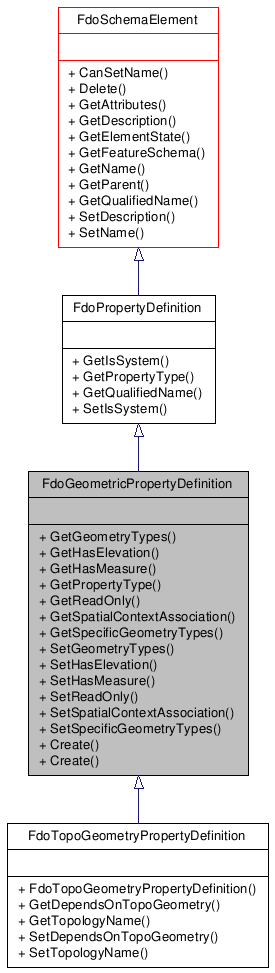 FdoSchemaElement
+ CanSetName()
+ Delete()
+ GetAttributes()
+ GetDescription()
+ GetElementState()
+ GetFeatureSchema()
+ GetName()
+ GetParent()
+ GetQualifiedName()
+ SetDescription()
+ SetName()
FdoPropertyDefinition
+ GetIsSystem()
+ GetPropertyType()
+ GetQualifiedName()
+ SetIsSystem()
FdoGeometricPropertyDefinition
+ GetGeometryTypes()
+ GetHasElevation()
+ GetHasMeasure()
+ GetPropertyType()
+ GetReadOnly()
+ GetSpatialContextAssociation()
+ GetSpecificGeometryTypes()
+ SetGeometryTypes()
+ SetHasElevation()
+ SetHasMeasure()
+ SetReadOnly()
+ SetSpatialContextAssociation()
+ SetSpecificGeometryTypes()
+ Create()
+ Create()
FdoTopoGeometryPropertyDefinition
+ FdoTopoGeometryPropertyDefinition()
+ GetDependsOnTopoGeometry()
+ GetTopologyName()
+ SetDependsOnTopoGeometry()
+ SetTopologyName()